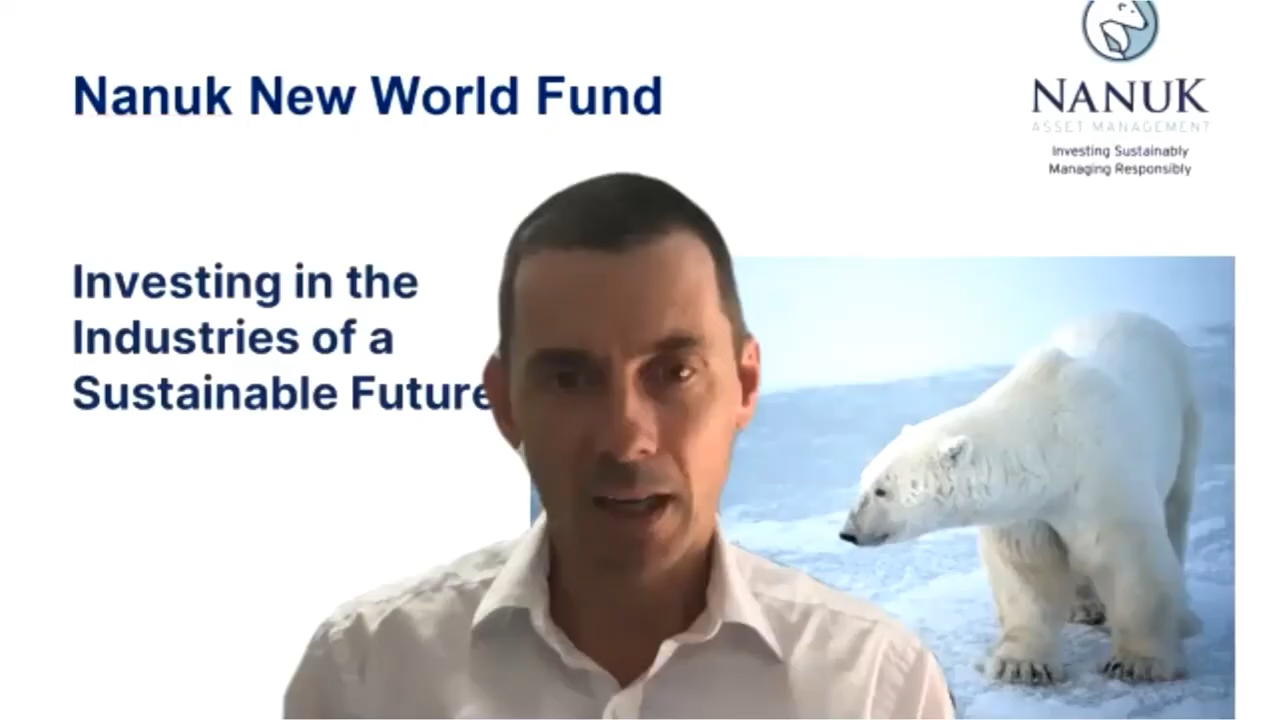 Nanuk New World Fund
NANUK
ASSET MANAGEMENT
Investing Sustainably
Managing Responsibly
Investing in the
Industries of a
Sustainable Future